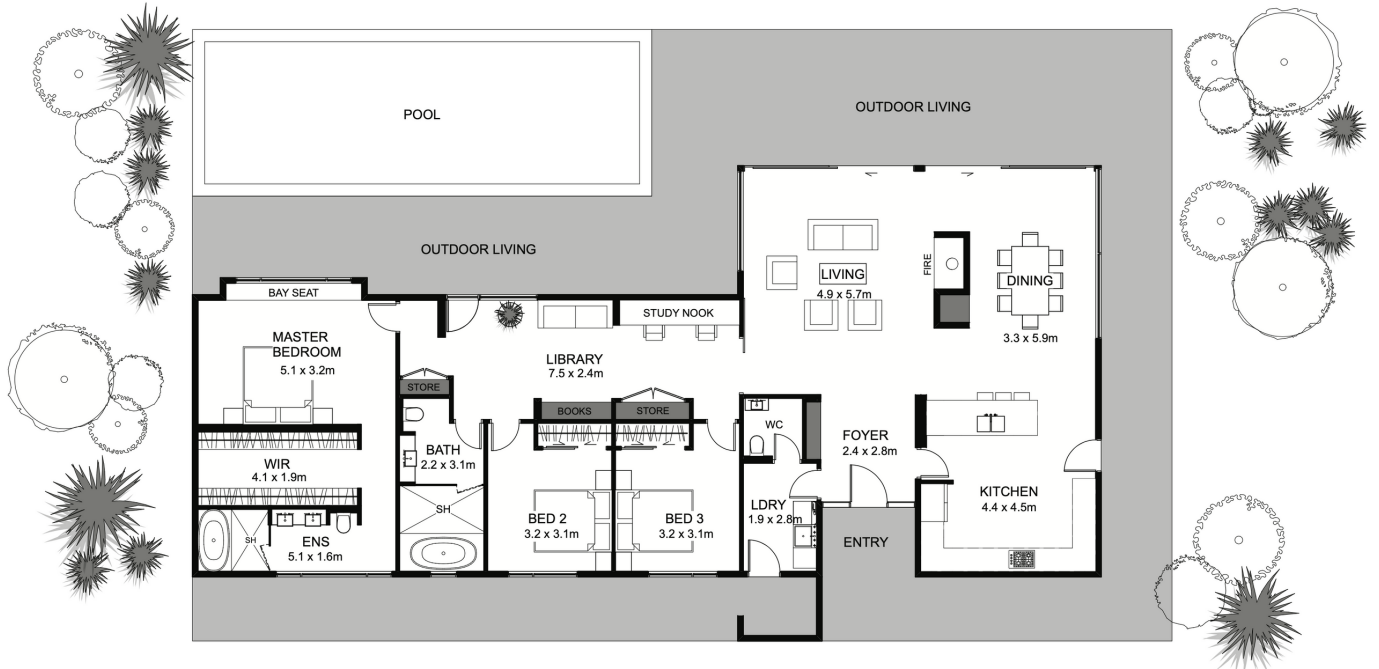 POOL
OUTDOOR LIVING
OUTDOOR LIVING
BAY SEAT
MASTER
BEDROOM
5.1 x 3.2m
STORE
LIBRARY
7.5 x 2.4m
STUDY NOOK
BOOKS
STORE
LIVING
4.9 x 5.7m
FIRE
DINING
3.3 x 5.9m
WIR
4.1 x 1.9m
BATH
2.2 x 3.1m
SH
SH
ENS
5.1 x 1.6m
BED 2
3.2 x 3.1m
BED 3
3.2 x 3.1m
WC
LDRY
1.9 x 2.8m
FOYER
2.4 x 2.8m
ENTRY
KITCHEN
4.4 x 4.5m